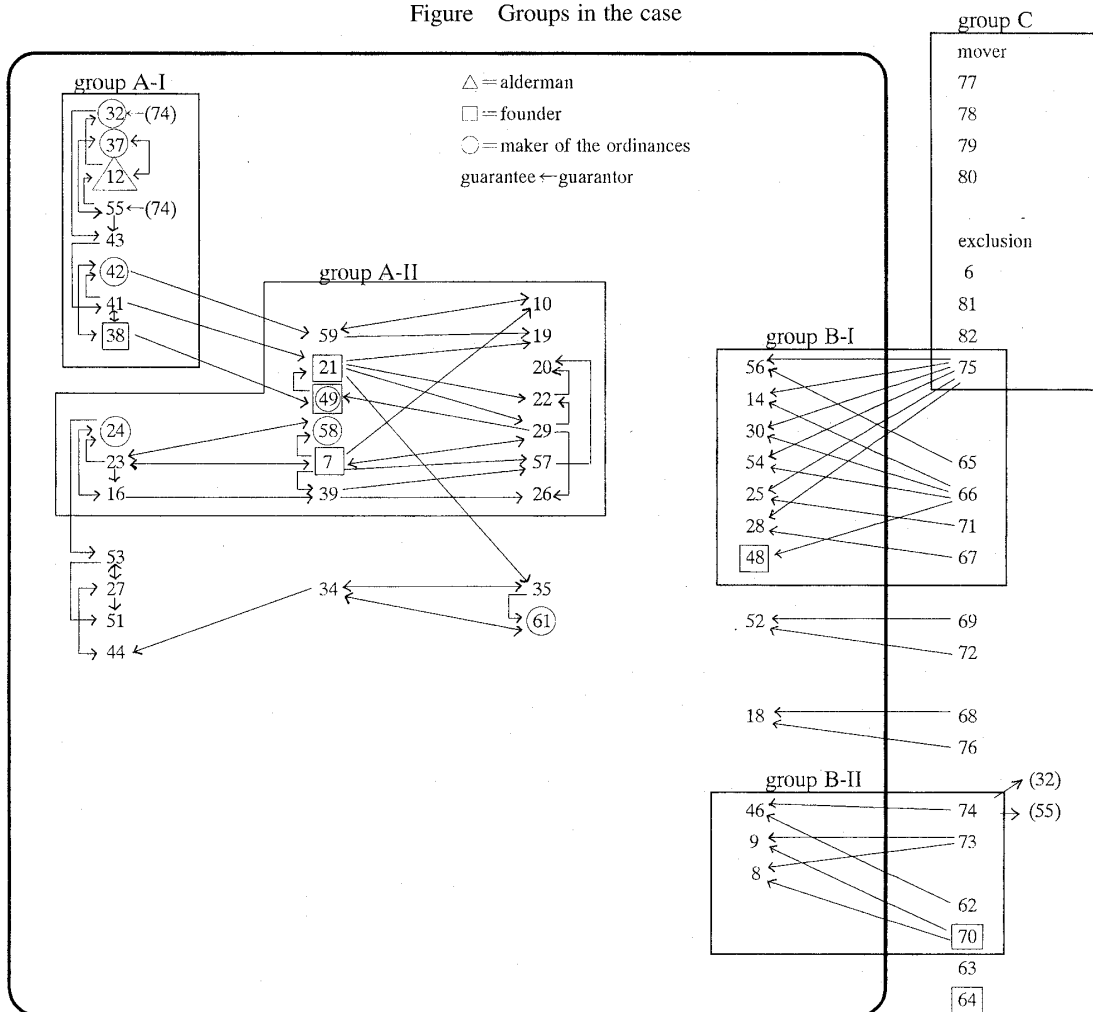 Figure Groups in the case
group C
mover
77
78
79
80
exclusion
6
81
82
75
group A-I
32 ←(74)
37
12
55 ←(74)
43
42
41
38
△=alderman
□=founder
○=maker of the ordinances
guarantee←guarantor
group A-II
10
59 19
21 20
49 22
24 58 29
23 7 57
16 39 26
53
27 34 35
51 61
44
group B-I
56
14
30
54 65
25 66
28 71
48 67
52 69
72
18 68
76
group B-II
(32)
46 74 (55)
9 73
8
62
70
63
64